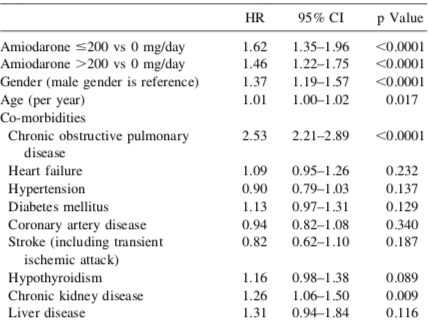 HR 95% CI p Value
Amiodarone ≤200 vs 0 mg/day 1.62 1.35–1.96 <0.0001
Amiodarone >200 vs 0 mg/day 1.46 1.22–1.75 <0.0001
Gender (male gender is reference) 1.37 1.19–1.57 <0.0001
Age (per year) 1.01 1.00–1.02 0.017
Co-morbidities
Chronic obstructive pulmonary 2.53 2.21–2.89 <0.0001
disease
Heart failure 1.09 0.95–1.26 0.232
Hypertension 0.90 0.79–1.03 0.137
Diabetes mellitus 1.13 0.97–1.31 0.129
Coronary artery disease 0.94 0.82–1.08 0.340
Stroke (including transient 0.82 0.62–1.10 0.187
ischemic attack)
Hypothyroidism 1.16 0.98–1.38 0.089
Chronic kidney disease 1.26 1.06–1.50 0.009
Liver disease 1.31 0.94–1.84 0.116